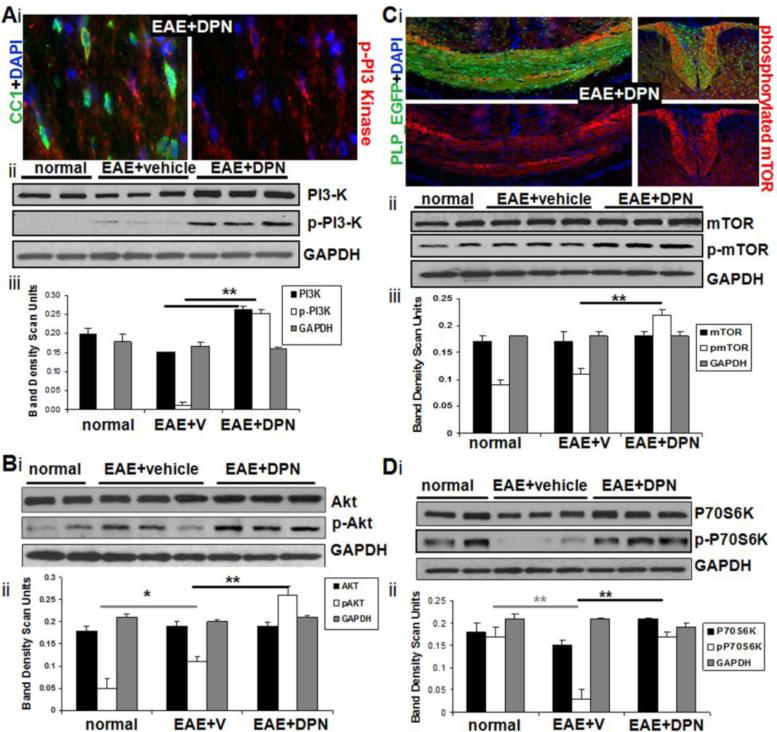 Ai
EAE+DPN
CC1+DAPI
p-PI3 Kinase
ii
normal EAE+vehicle EAE+DPN
PI3-K
p-PI3-K
GAPDH
iii
Band Density Scan Units
0.30
0.25
0.20
0.15
0.10
0.05
0.00
**
PI3K
p-PI3K
GAPDH
normal EAE+V EAE+DPN
Bi
normal EAE+vehicle EAE+DPN
Akt
p-Akt
GAPDH
ii
Band Density Scan Units
0.3
0.25
0.2
0.15
0.1
0.05
0
* **
AKT
pAKT
GAPDH
normal EAE+V EAE+DPN
Ci
PLP EGFP+DAPI
EAE+DPN
phosphorylated mTOR
ii
normal EAE+vehicle EAE+DPN
mTOR
p-mTOR
GAPDH
iii
Band Density Scan Units
0.25
0.2
0.15
0.1
0.05
0
**
mTOR
pmTOR
GAPDH
normal EAE+V EAE+DPN
Di
normal EAE+vehicle EAE+DPN
P70S6K
p-P70S6K
GAPDH
ii
Band Density Scan Units
0.25
0.2
0.15
0.1
0.05
0
** **
P70S6K
pP70S6K
GAPDH
normal EAE+V EAE+DPN